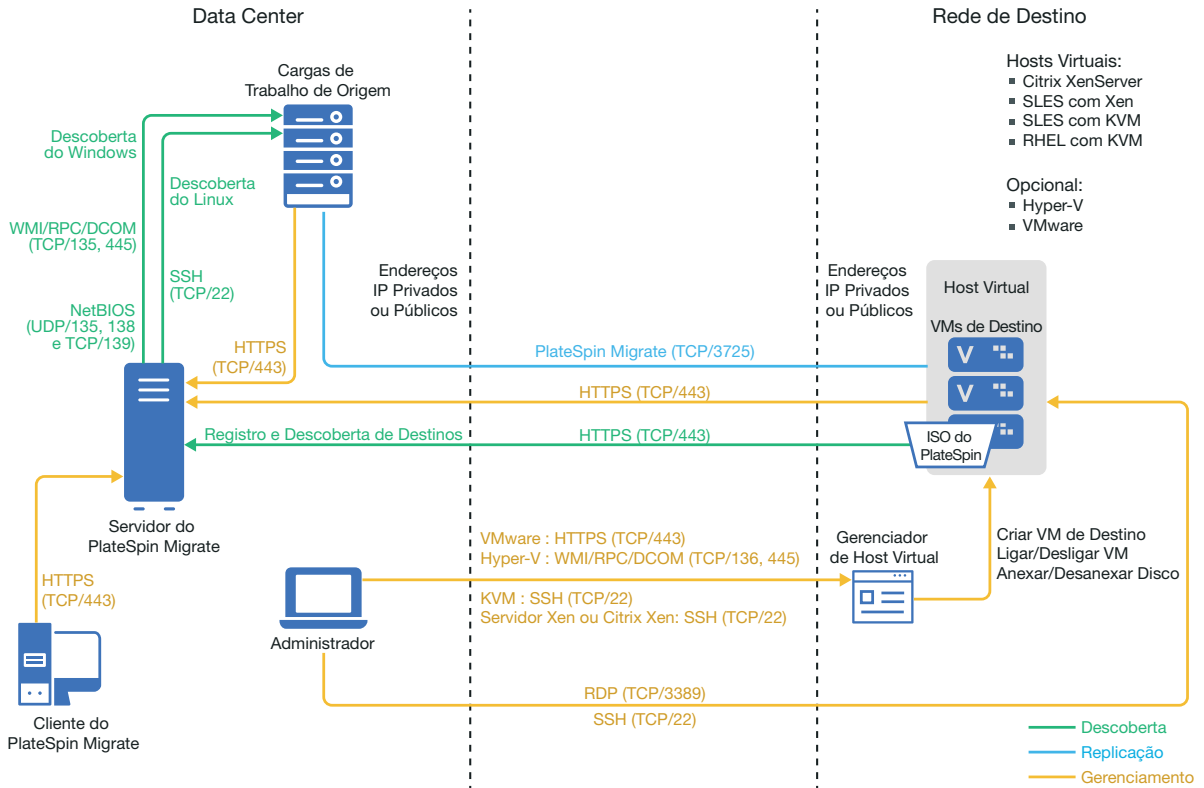 Data Center
Rede de Destino
Hosts Virtuais:
Citrix XenServer
SLES com Xen
SLES com KVM
RHEL com KVM
Opcional:
Hyper-V
VMware
Cargas de
Trabalho de Origem
Descoberta
do Windows
Descoberta
do Linux
WMI/RPC/DCOM
(TCP/135, 445)
SSH
(TCP/22)
NetBIOS
(UDP/135, 138
e TCP/139)
HTTPS
(TCP/443)
Endereços
IP Privados
ou Públicos
Endereços
IP Privados
ou Públicos
Host Virtual
VMs de Destino
V
V
ISO do
PlateSpin
PlateSpin Migrate (TCP/3725)
HTTPS (TCP/443)
Registro e Descoberta de Destinos
HTTPS (TCP/443)
Servidor do
PlateSpin Migrate
HTTPS
(TCP/443)
Cliente do
PlateSpin Migrate
Administrador
VMware : HTTPS (TCP/443)
Hyper-V : WMI/RPC/DCOM (TCP/136, 445)
KVM : SSH (TCP/22)
Servidor Xen ou Citrix Xen: SSH (TCP/22)
Gerenciador
de Host Virtual
Criar VM de Destino
Ligar/Desligar VM
Anexar/Desanexar Disco
RDP (TCP/3389)
SSH (TCP/22)
Descoberta
Replicação
Gerenciamento